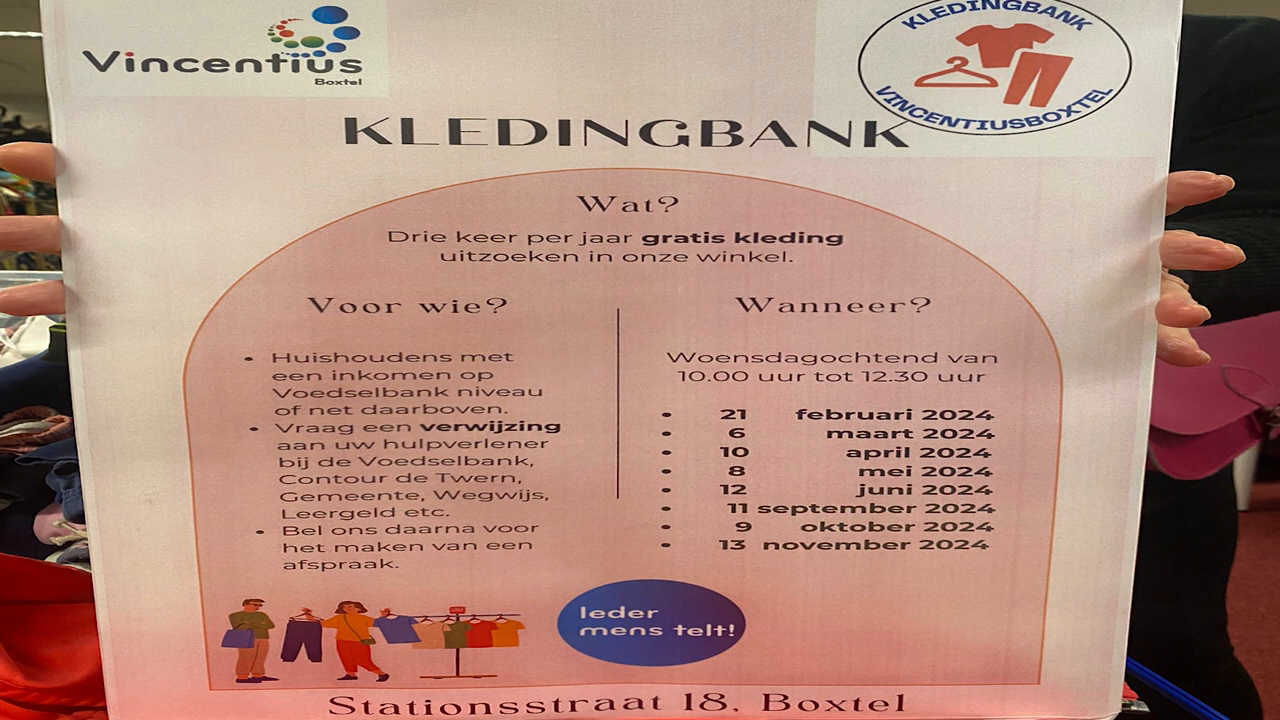 Vincentius
Boxtel
KLEDINGBANK
VINCENTIUSBOXTEL
KLEDINGBANK
Wat?
Drie keer per jaar gratis kleding
uitzoeken in onze winkel.
Voor wie?
• Huishoudens met
een inkomen op
Voedselbank niveau
of net daarboven.
• Vraag een verwijzing
aan uw hulpverlener
bij de Voedselbank,
Contour de Twern,
Gemeente, Wegwijs,
Leergeld etc.
• Bel ons daarna voor
het maken van een
afspraak.
Wanneer?
Woensdagochtend van
10.00 uur tot 12.30 uur
• 21 februari 2024
• 6 maart 2024
• 10 april 2024
• 8 mei 2024
• 12 juni 2024
• 11 september 2024
• 9 oktober 2024
• 13 november 2024
Ieder
mens telt!
Stationsstraat 18, Boxtel